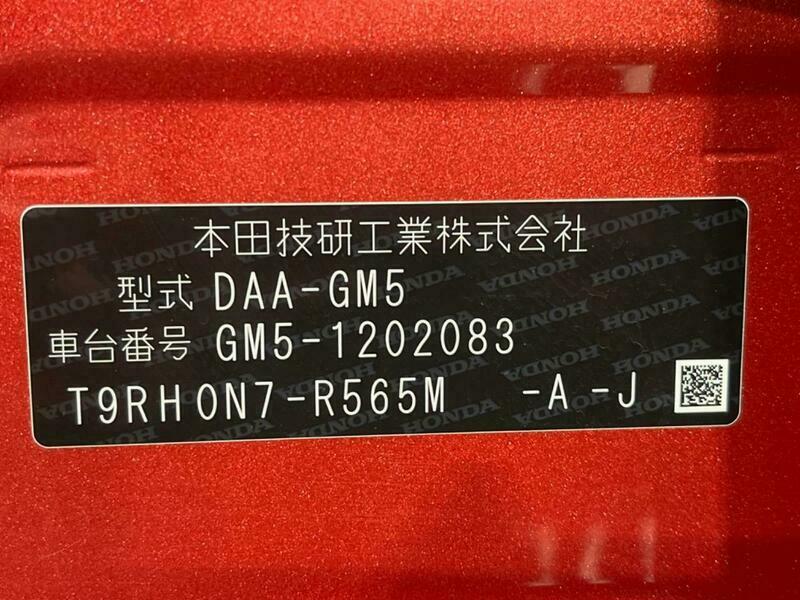 本田技研工業株式会社
型式 DAA-GM5
車台番号 GM5-1202083
T9RH0N7-R565M -A -J